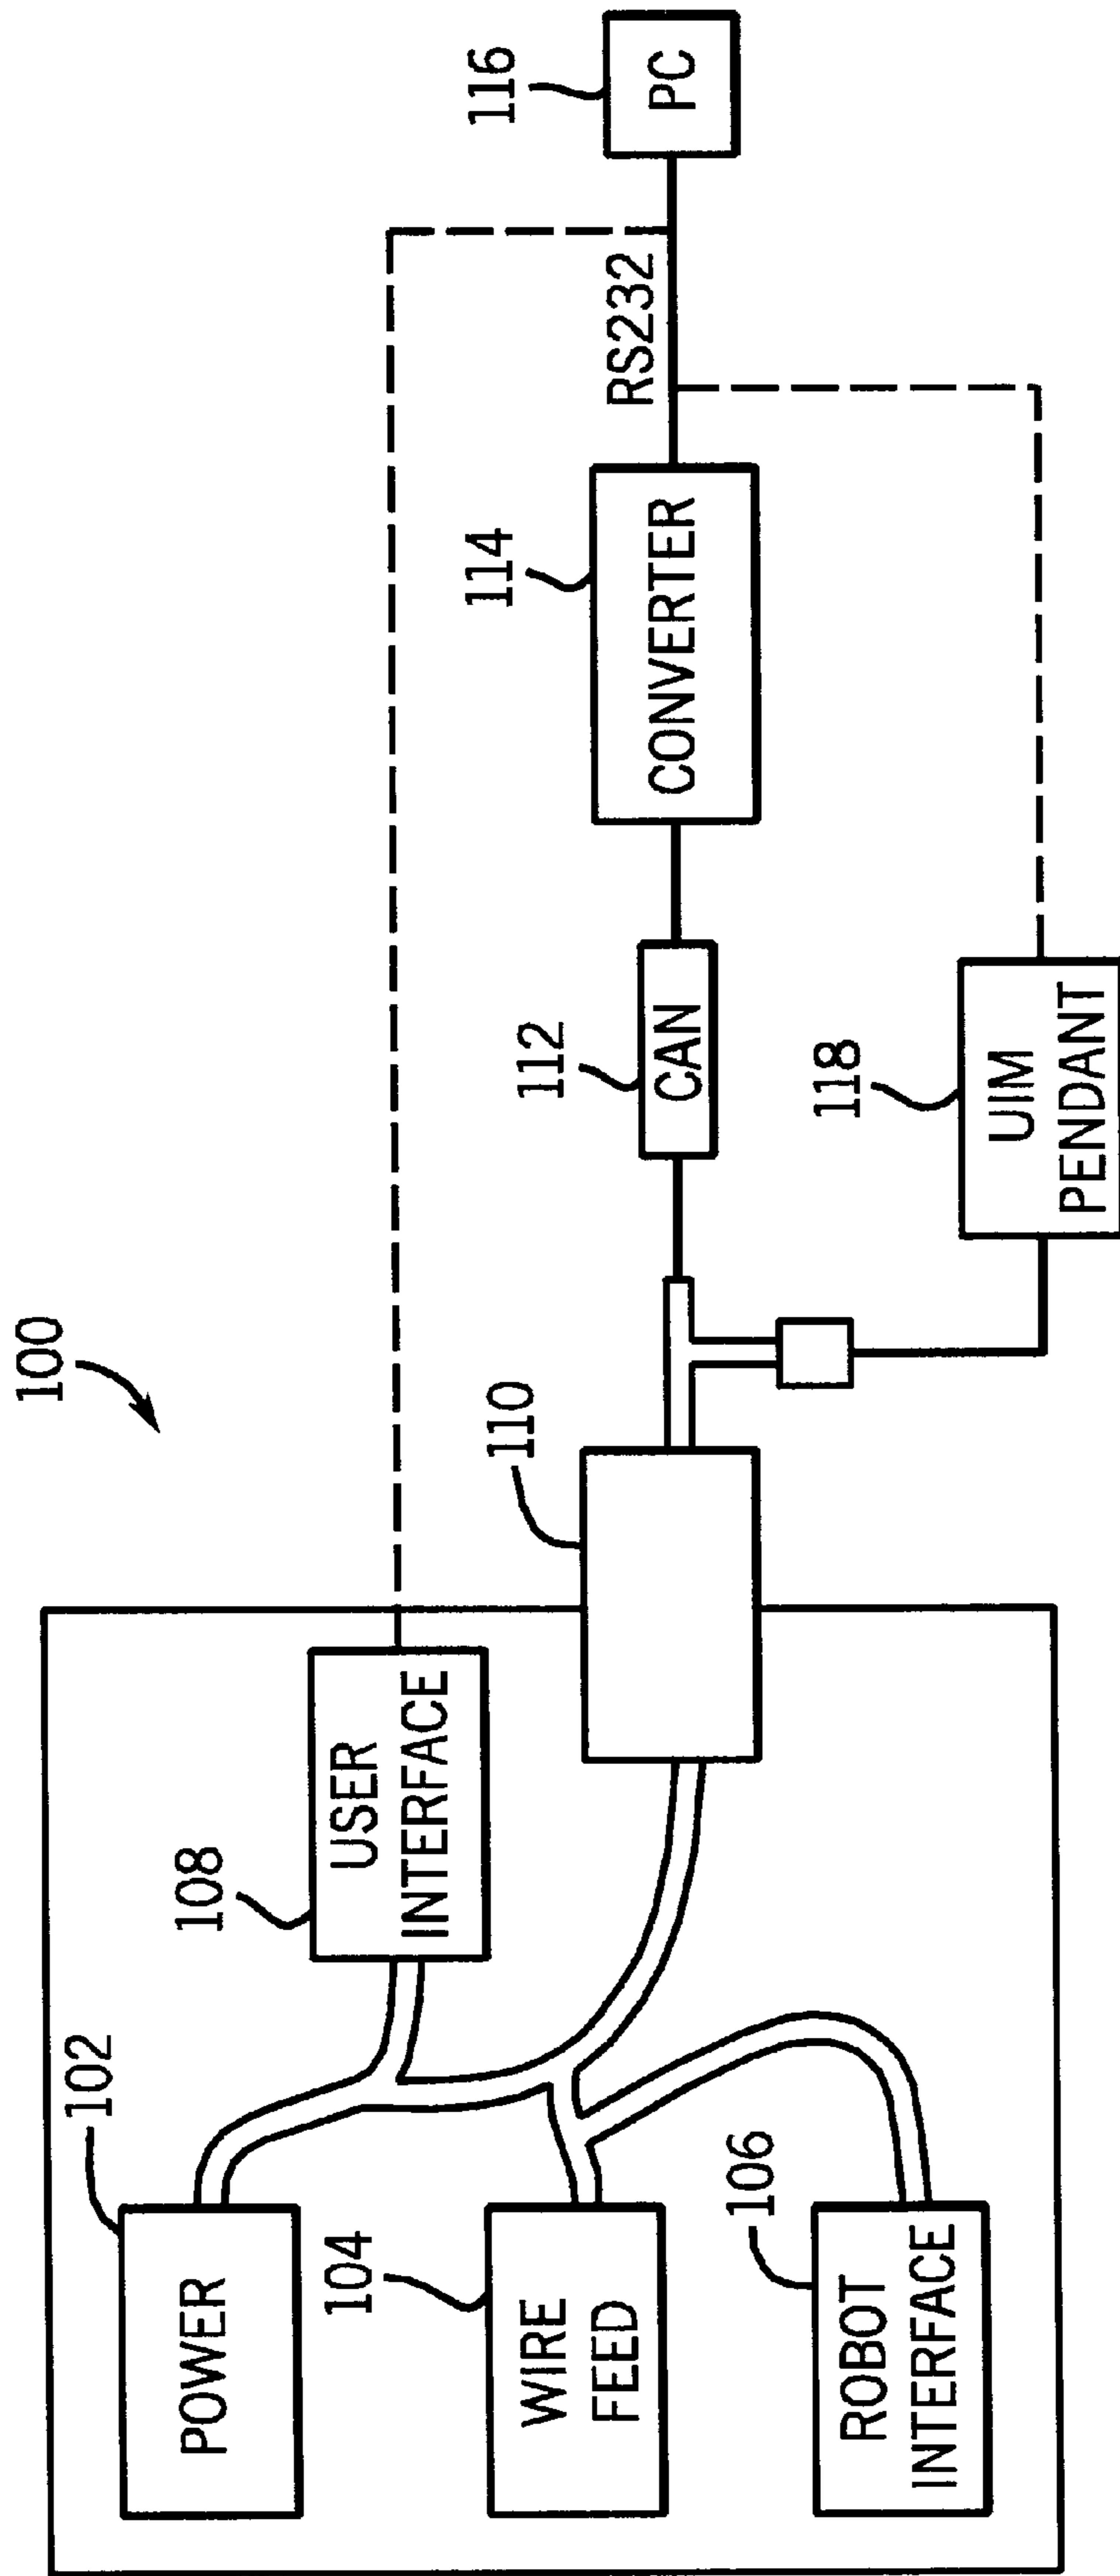 100
102
POWER
108
USER
INTERFACE
104
WIRE
FEED
106
ROBOT
INTERFACE
110
112
CAN
114
CONVERTER
RS232
116
PC
118
UIM
PENDANT